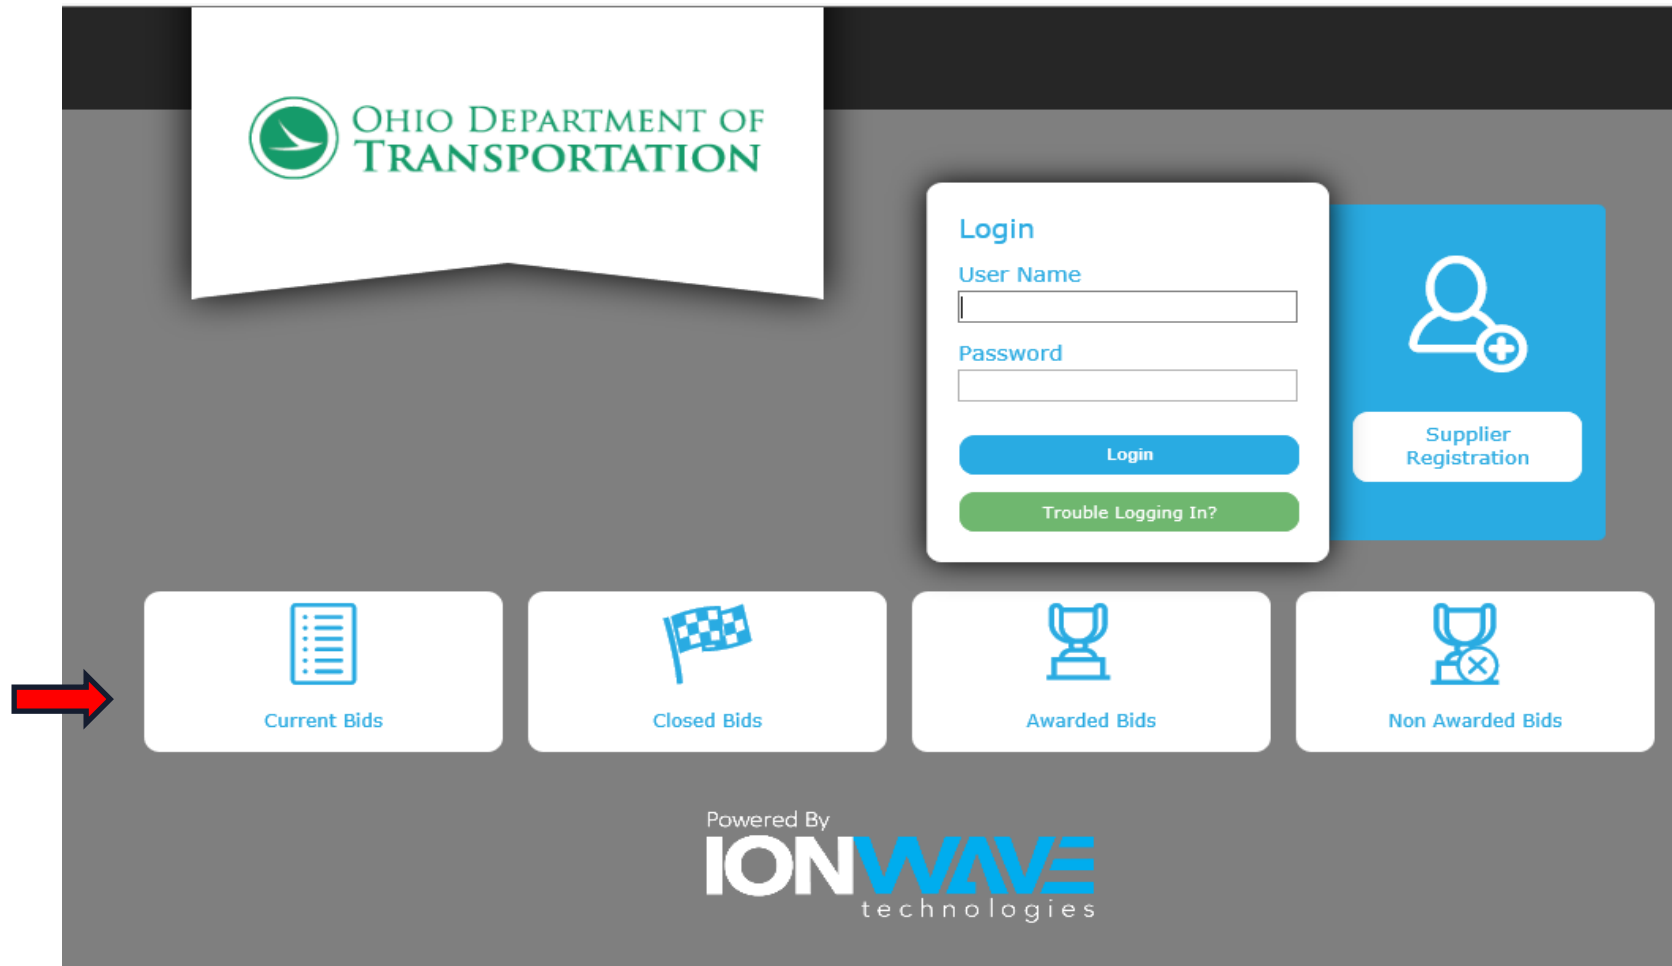 OHIO DEPARTMENT OF
TRANSPORTATION
Login
User Name
Password
Login
Trouble Logging In?
Supplier
Registration
Current Bids
Closed Bids
Awarded Bids
Non Awarded Bids
Powered By
IONWAVE
technologies